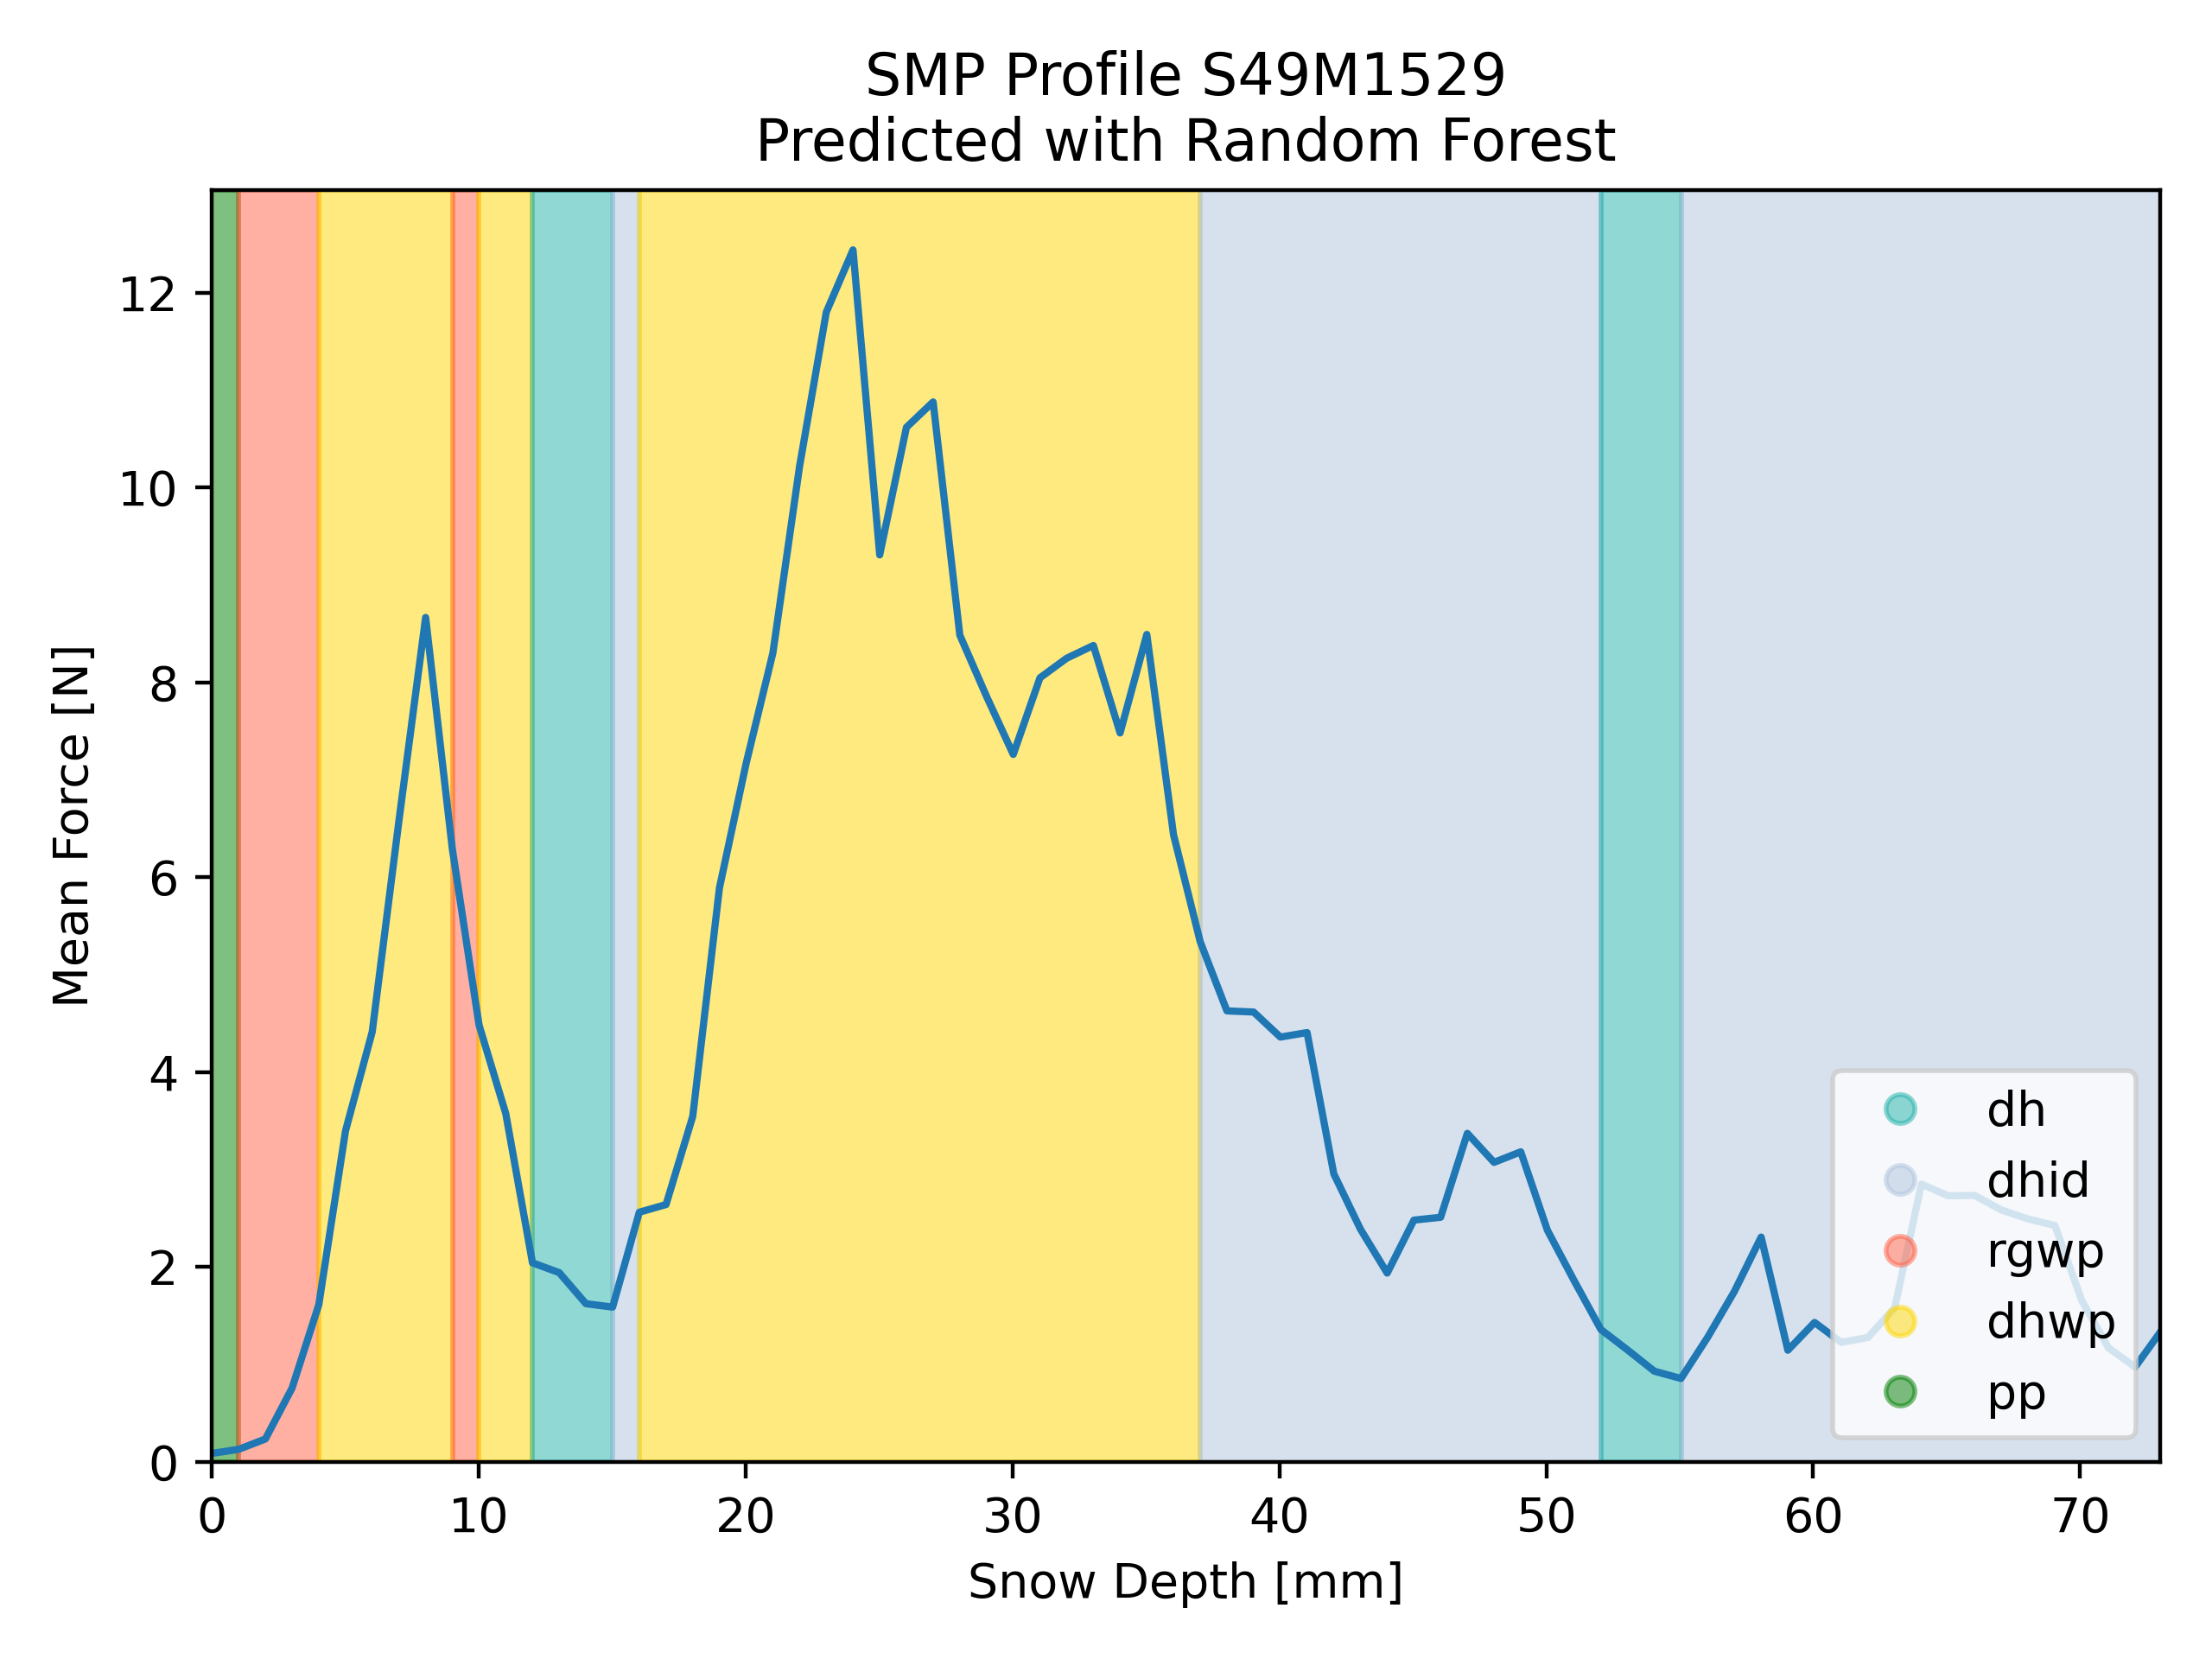 SMP Profile S49M1529
Predicted with Random Forest
Mean Force [N]
12
10
8
6
4
2
0
0 10 20 30 40 50 60 70
Snow Depth [mm]
dh
dhid
rgwp
dhwp
pp